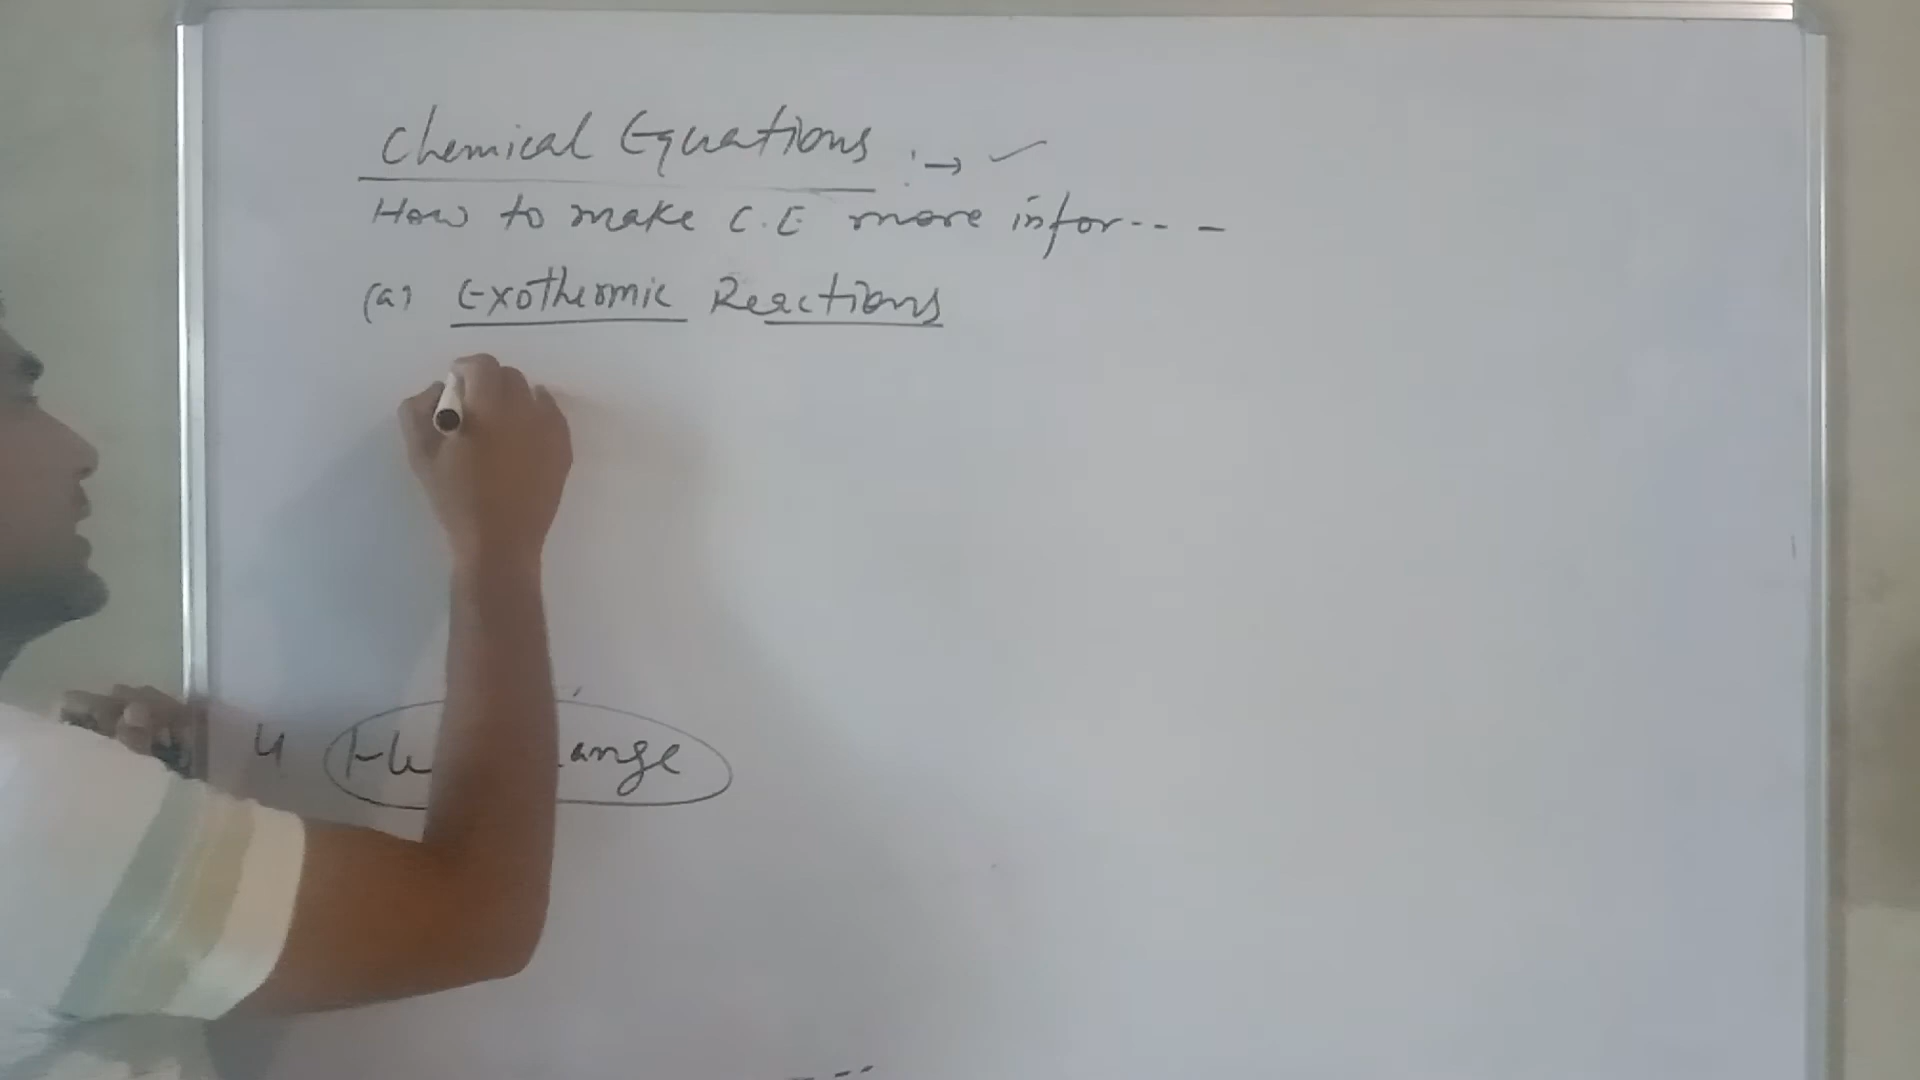 Chemical Equations :→ ✓
How to make C.E more infor---
(a) Exothermic Reactions
4